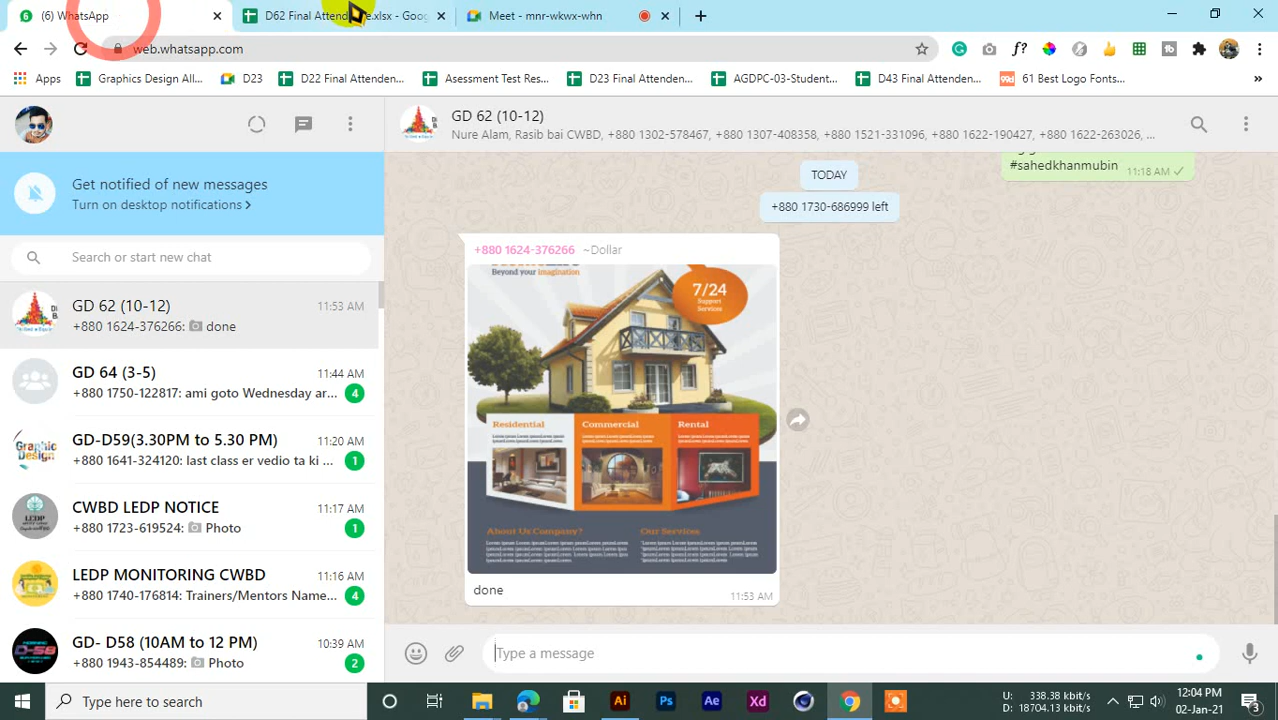 (6) WhatsApp
D62 Final Attend e.xlsx - Goog
Meet - mnr-wkwx-whn
web.whatsapp.com
Apps
Graphics Design All...
D23
D22 Final Attenden...
Asessment Test Res...
D23 Final Attenden...
AGDPC-03-Student...
D43 Final Attenden...
61 Best Logo Fonts...
GD 62 (10-12)
Nure Alam, Rasib bai CWBD, +880 1302-578467, +880 1307-408358, +880 1521-331096, +880 1622-190427, +880 1622-263026, ...
Get notified of new messages
Turn on desktop notifications >
Search or start new chat
GD 62 (10-12) 11:53 AM
+880 1624-376266: done
GD 64 (3-5) 11:44 AM
+880 1750-122817: ami goto Wednesday ar... 4
GD-D59(3.30PM to 5.30 PM) 11:20 AM
+880 1641-324120: last class er vedio ta ki ... 1
CWBD LEDP NOTICE 11:17 AM
+880 1723-619524: Photo 1
LEDP MONITORING CWBD 11:16 AM
+880 1740-176814: Trainers/Mentors Name... 4
GD- D58 (10AM to 12 PM) 10:39 AM
+880 1943-854489: Photo 2
#sahedkhanmubin 11:18 AM
TODAY
+880 1730-686999 left
+880 1624-376266 ~Dollar
Beyond your imagination
7/24
Support
Services
Residential
Commercial
Rental
About Us Company?
Our Services
done
11:53 AM
Type a message
Type here to search
U: 338.38 kbit/s
D: 18704.13 kbit/s
12:04 PM
02-Jan-21
3